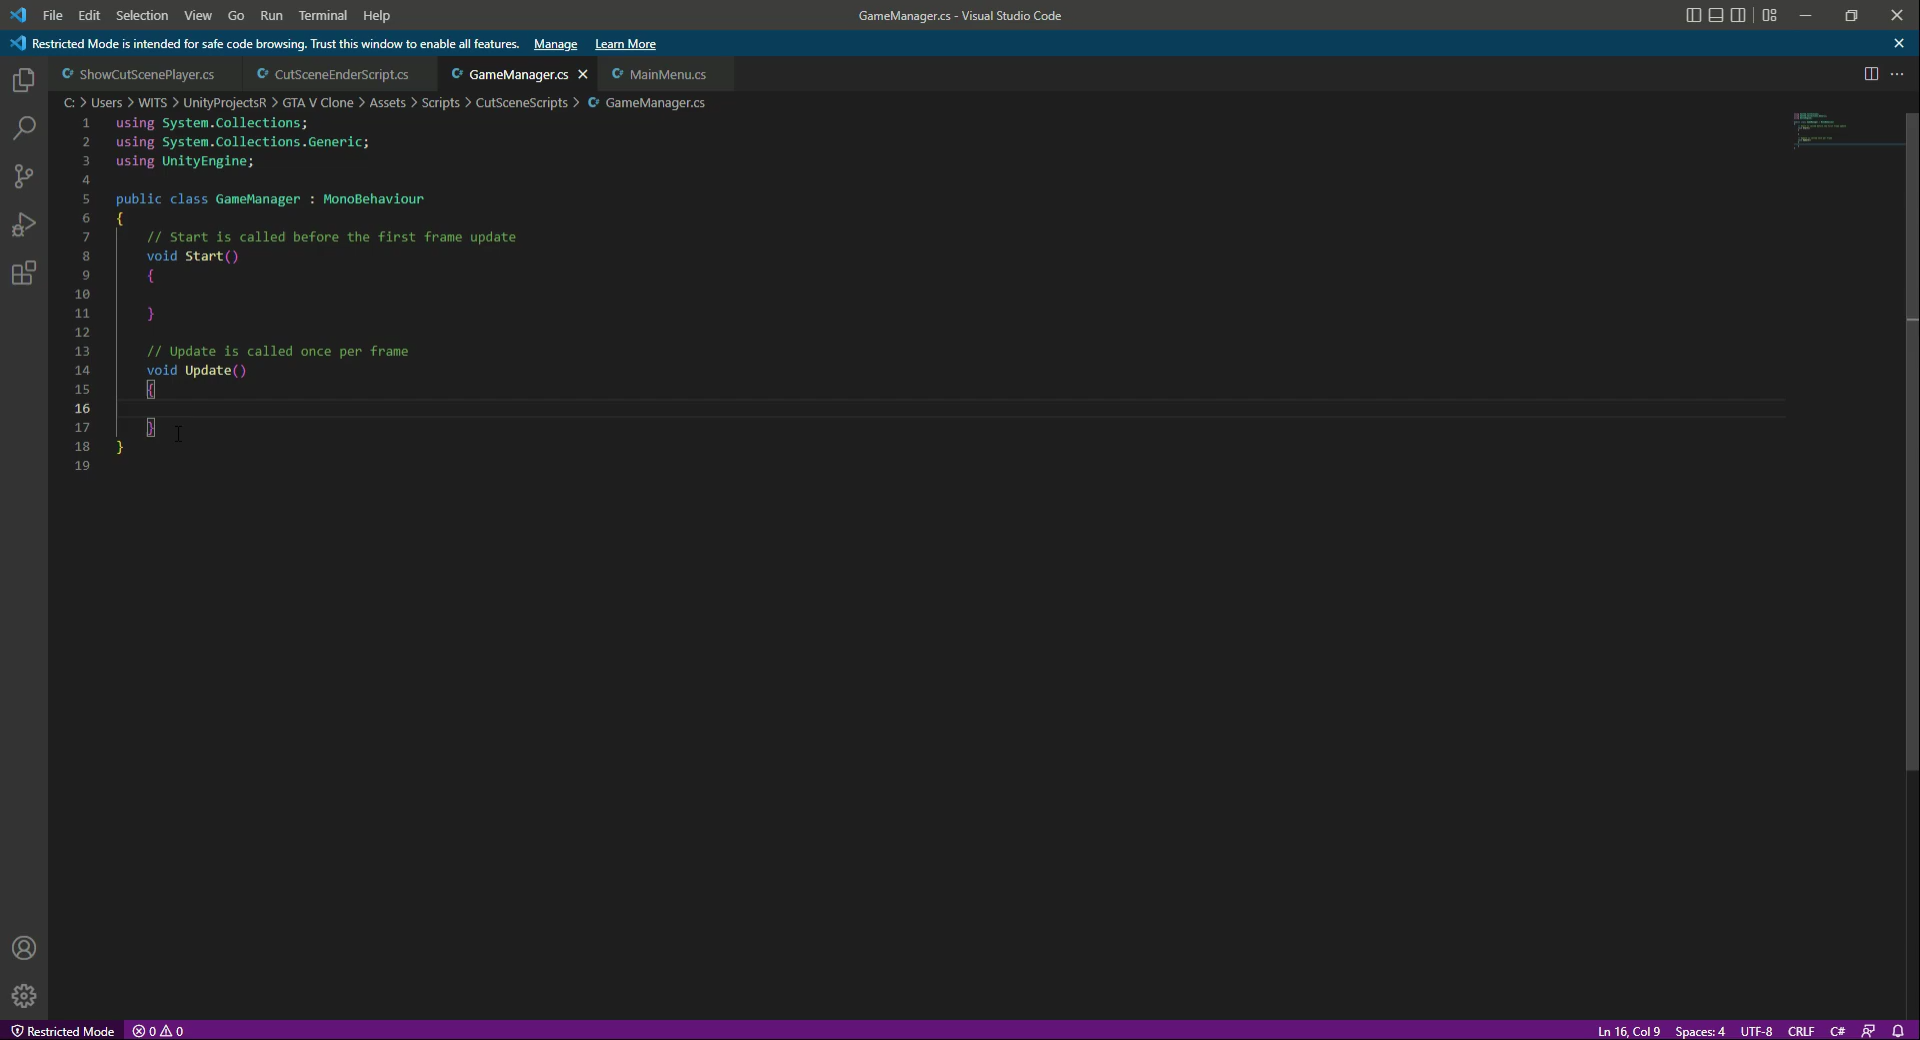 File Edit Selection View Go Run Terminal Help
GameManager.cs - Visual Studio Code
Restricted Mode is intended for safe code browsing. Trust this window to enable all features. Manage Learn More
ShowCutScenePlayer.cs CutSceneEnderScript.cs GameManager.cs MainMenu.cs
C: > Users > WITS > UnityProjectsR > GTA V Clone > Assets > Scripts > CutSceneScripts > GameManager.cs
1 using System.Collections;
2 using System.Collections.Generic;
3 using UnityEngine;
4
5 public class GameManager : MonoBehaviour
6 {
7 // Start is called before the first frame update
8 void Start()
9 {
10
11 }
12
13 // Update is called once per frame
14 void Update()
15 {
16
17 }
18 }
19
Restricted Mode 0 0 Ln 16, Col 9 Spaces: 4 UTF-8 CRLF C#